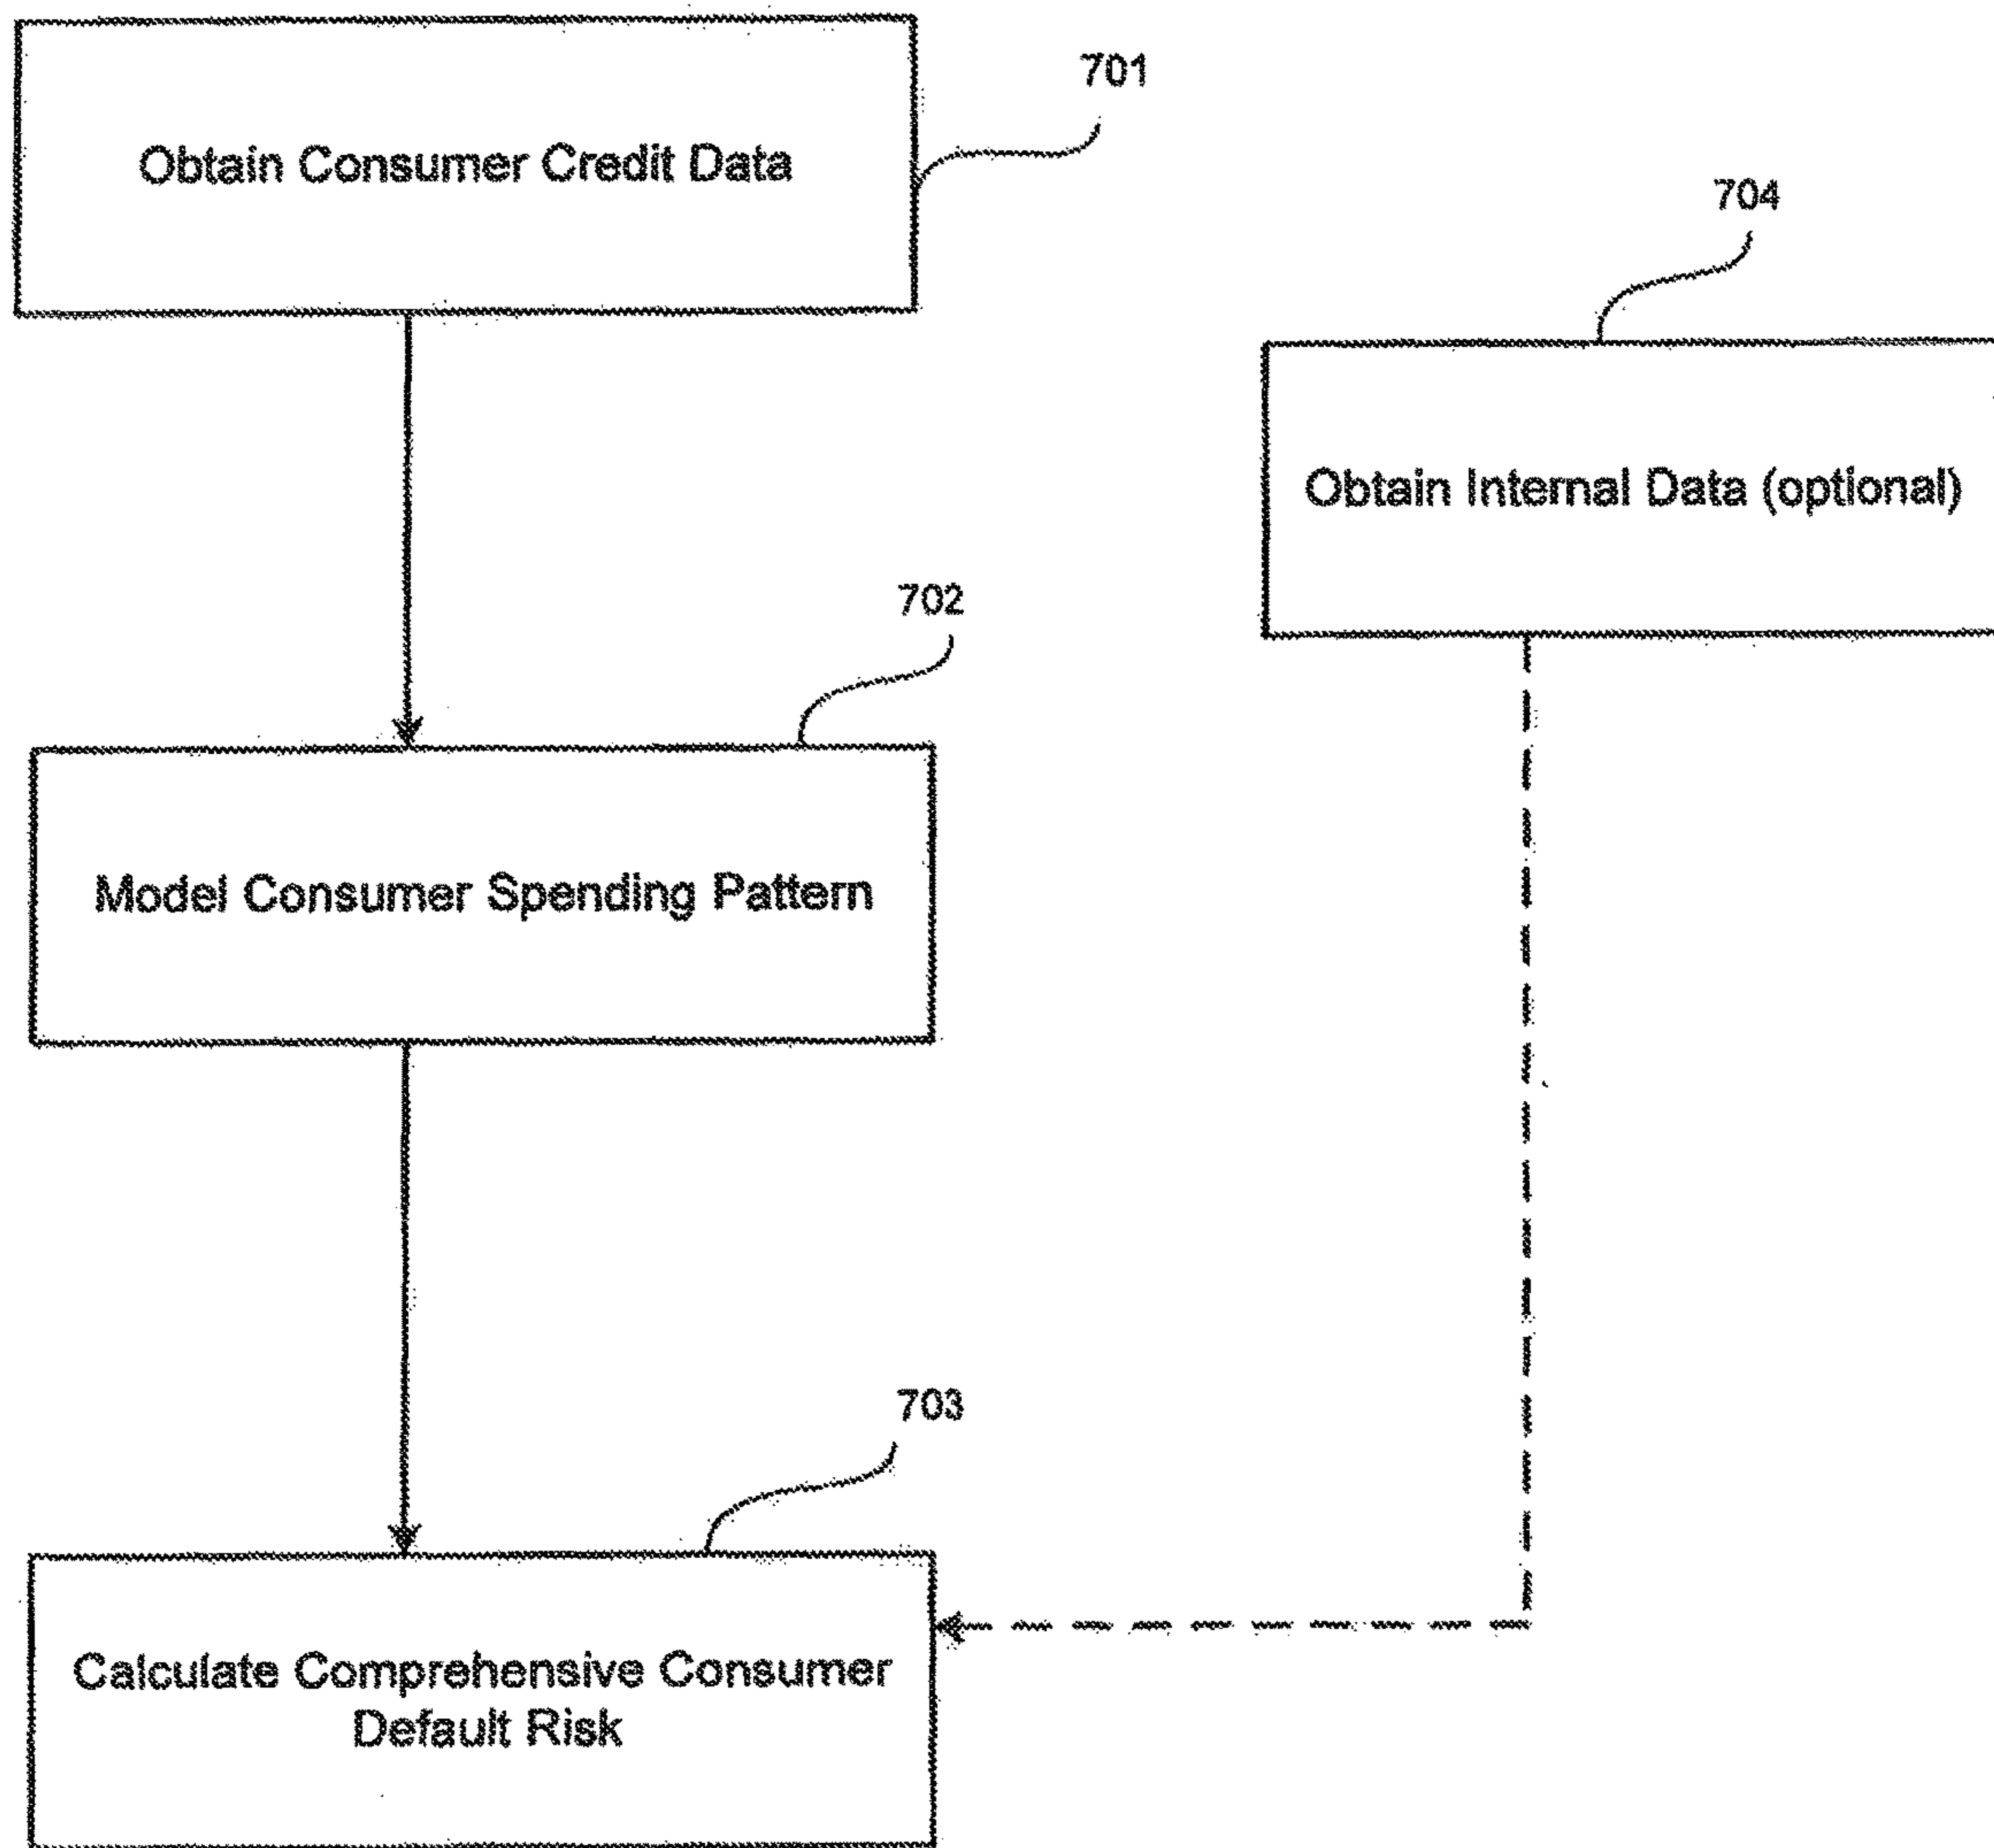 701
Obtain Consumer Credit Data
704
Obtain Internal Data (optional)
702
Model Consumer Spending Pattern
703
Calculate Comprehensive Consumer
Default Risk